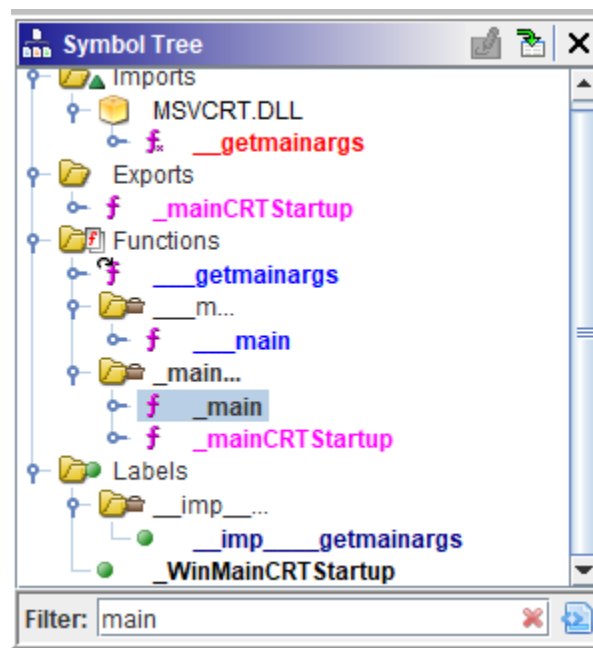 Symbol Tree
Imports
MSVCRT.DLL
__getmainargs
Exports
_mainCRTStartup
Functions
___getmainargs
___m...
___main
_main...
_main
_mainCRTStartup
Labels
__imp__...
__imp____getmainargs
_WinMainCRTStartup
Filter: main